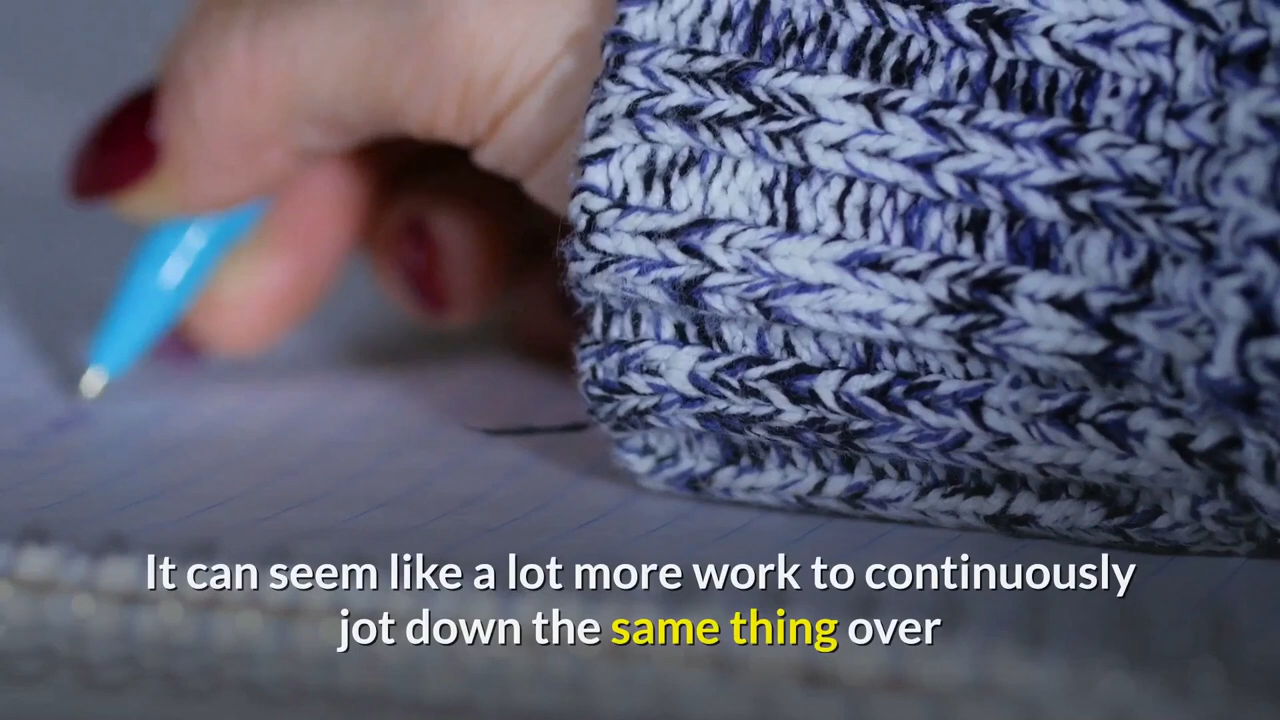 It can seem like a lot more work to continuously
jot down the same thing over